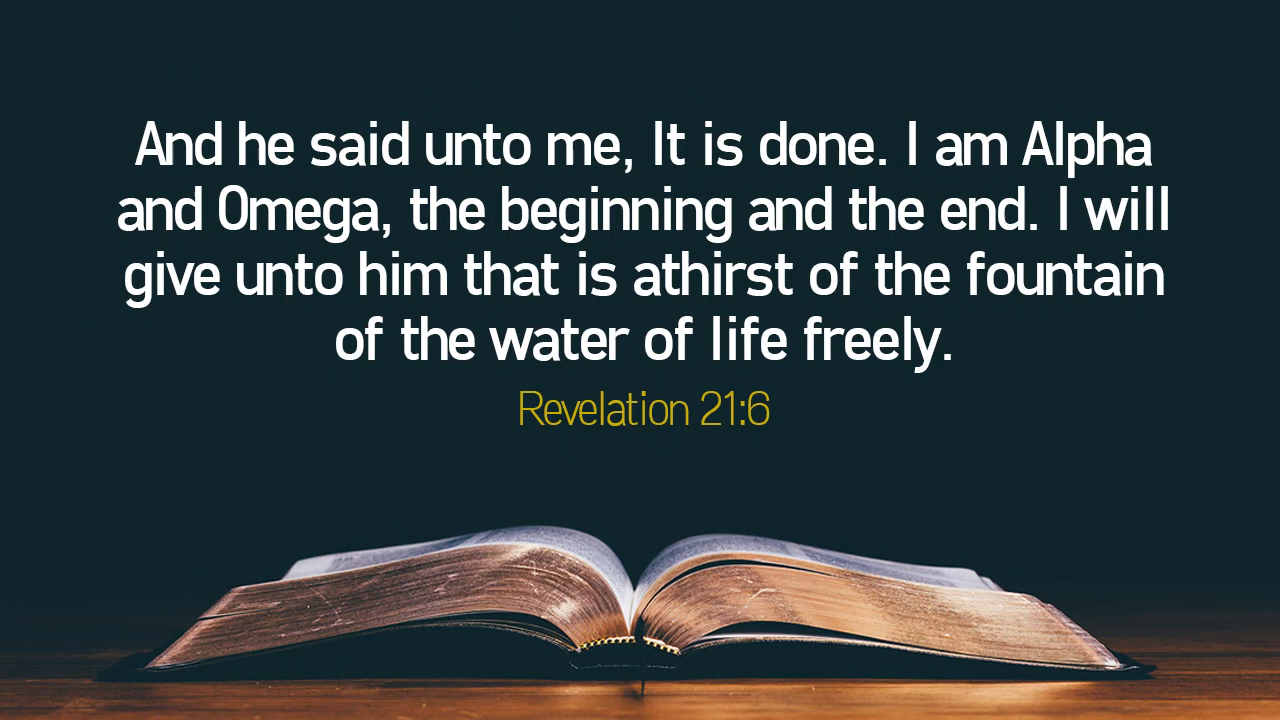 And he said unto me, It is done. I am Alpha
and Omega, the beginning and the end. I will
give unto him that is athirst of the fountain
of the water of life freely.
Revelation 21:6